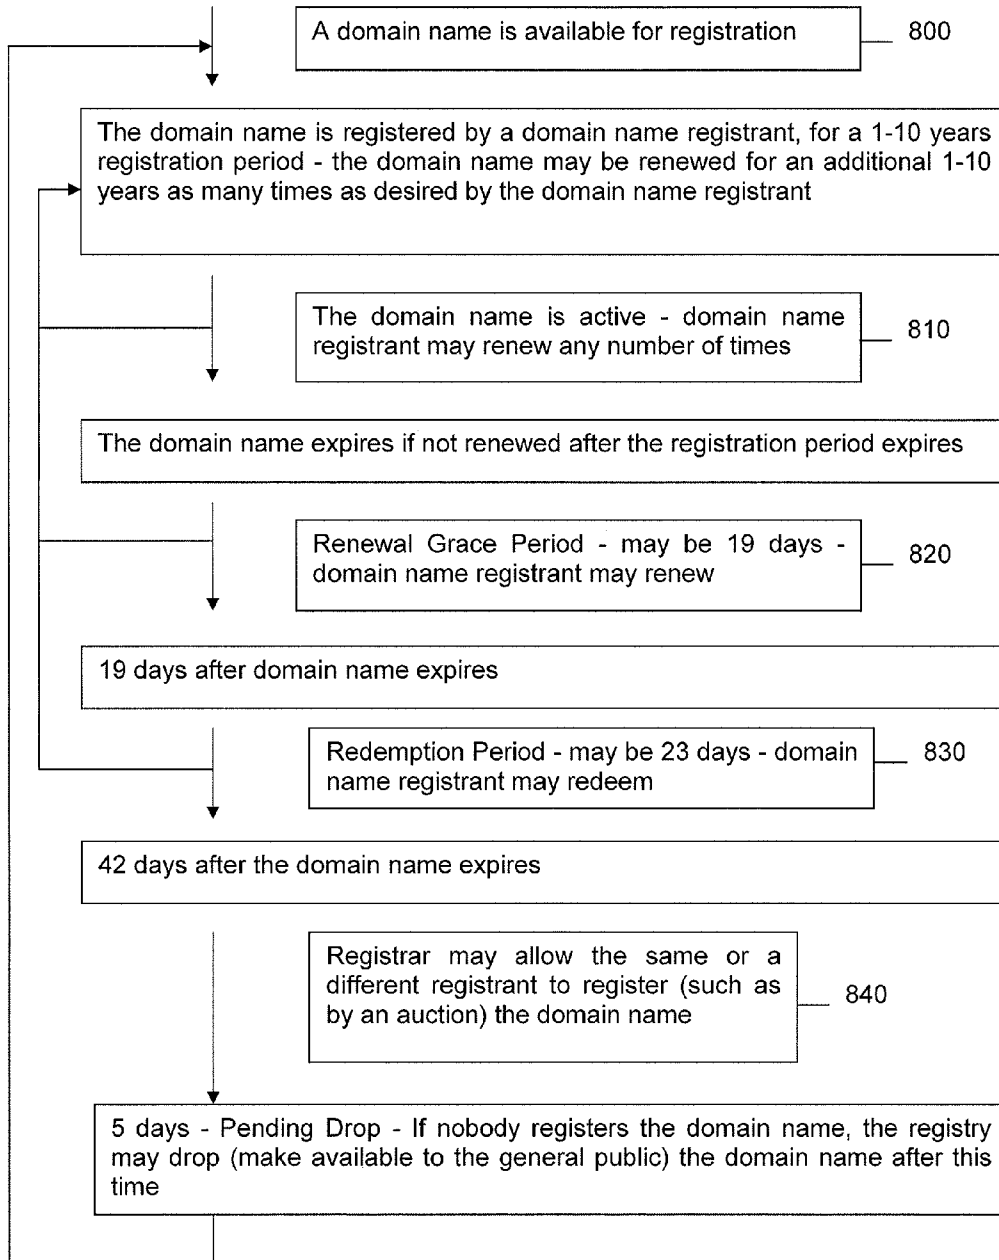 A domain name is available for registration
800
The domain name is registered by a domain name registrant, for a 1-10 years
registration period - the domain name may be renewed for an additional 1-10
years as many times as desired by the domain name registrant
The domain name is active - domain name
registrant may renew any number of times
810
The domain name expires if not renewed after the registration period expires
Renewal Grace Period - may be 19 days -
domain name registrant may renew
820
19 days after domain name expires
Redemption Period - may be 23 days - domain
name registrant may redeem
830
42 days after the domain name expires
Registrar may allow the same or a
different registrant to register (such as
by an auction) the domain name
840
5 days - Pending Drop - If nobody registers the domain name, the registry
may drop (make available to the general public) the domain name after this
time